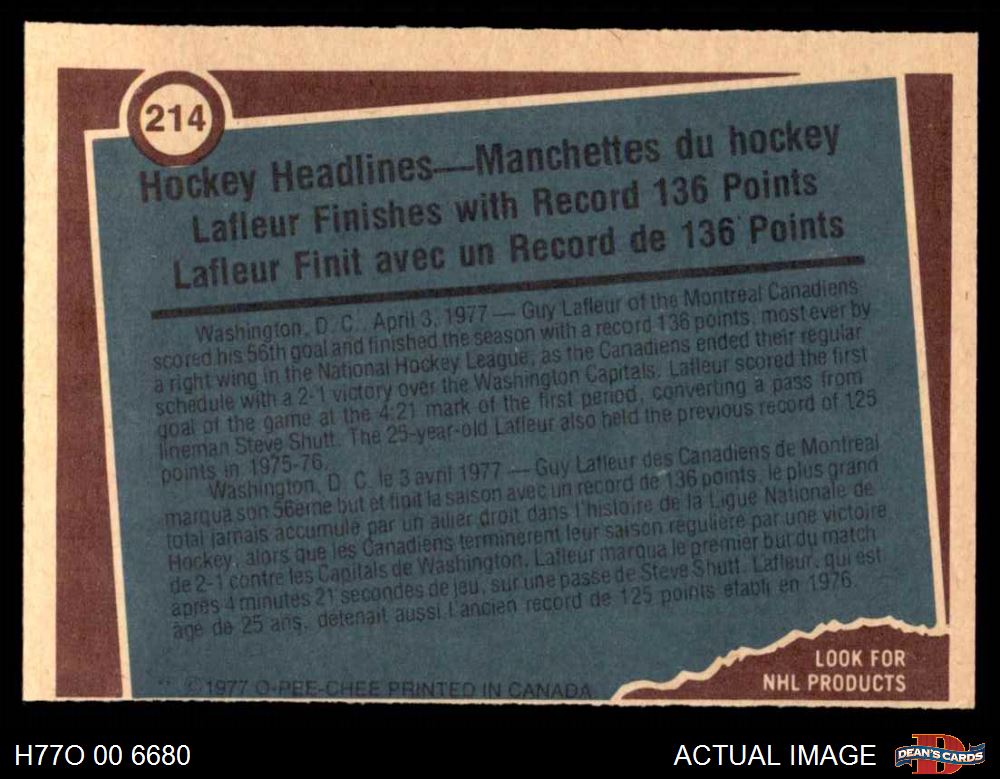 214
Hockey Headlines—Manchettes du hockey
Lafleur Finishes with Record 136 Points
Lafleur Finit avec un Record de 136 Points
Washington, D. C., April 3, 1977 — Guy Lafleur of the Montreal Canadiens
scored his 56th goal and finished the season with a record 136 points, most ever by
a right wing in the National Hockey League, as the Canadiens ended their regular
schedule with a 2-1 victory over the Washington Capitals. Lafleur scored the first
goal of the game at the 4:21 mark of the first period, converting a pass from
lineman Steve Shutt. The 25-year-old Lafleur also held the previous record of 125
points in 1975-76.
Washington, D. C. le 3 avril 1977 — Guy Lafleur des Canadiens de Montreal
marqua son 56eme but et finit la saison avec un record de 136 points, le plus grand
total jamais accumulé par un ailier droit dans l'histoire de la Ligue Nationale de
Hockey, alors que les Canadiens terminèrent leur saison régulière par une victoire
de 2-1 contre les Capitals de Washington. Lafleur marqua le premier but du match
après 4 minutes 21 secondes de jeu, sur une passe de Steve Shutt. Lafleur, qui est
âgé de 25 ans, détenait aussi l'ancien record de 125 points établi en 1976.
** ©1977 O-PEE-CHEE PRINTED IN CANADA
LOOK FOR
NHL PRODUCTS
H77O 00 6680
ACTUAL IMAGE
DEAN'S CARDS